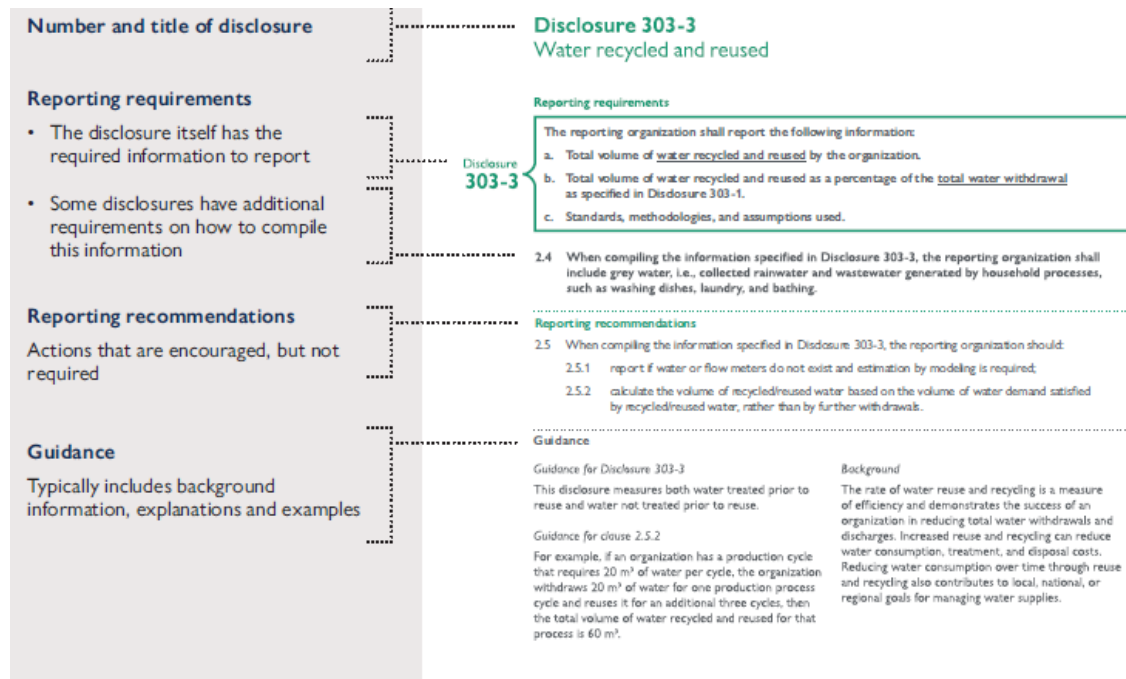 Number and title of disclosure
Reporting requirements
• The disclosure itself has the
required information to report
• Some disclosures have additional
requirements on how to compile
this information
Reporting recommendations
Actions that are encouraged, but not
required
Guidance
Typically includes background
information, explanations and examples
Disclosure 303-3
Water recycled and reused
Reporting requirements
Disclosure
303-3
The reporting organization shall report the following information:
a. Total volume of water recycled and reused by the organization.
b. Total volume of water recycled and reused as a percentage of the total water withdrawal
as specified in Disclosure 303-1.
c. Standards, methodologies, and assumptions used.
2.4 When compiling the information specified in Disclosure 303-3, the reporting organization shall
include grey water, i.e., collected rainwater and wastewater generated by household processes,
such as washing dishes, laundry, and bathing.
Reporting recommendations
2.5 When compiling the information specified in Disclosure 303-3, the reporting organization should:
2.5.1 report if water or flow meters do not exist and estimation by modeling is required;
2.5.2 calculate the volume of recycled/reused water based on the volume of water demand satisfied
by recycled/reused water, rather than by further withdrawals.
Guidance
Guidance for Disclosure 303-3
This disclosure measures both water treated prior to
reuse and water not treated prior to reuse.
Guidance for clause 2.5.2
For example, if an organization has a production cycle
that requires 20 m³ of water per cycle, the organization
withdraws 20 m³ of water for one production process
cycle and reuses it for an additional three cycles, then
the total volume of water recycled and reused for that
process is 60 m³.
Background
The rate of water reuse and recycling is a measure
of efficiency and demonstrates the success of an
organization in reducing total water withdrawals and
discharges. Increased reuse and recycling can reduce
water consumption, treatment, and disposal costs.
Reducing water consumption over time through reuse
and recycling also contributes to local, national, or
regional goals for managing water supplies.